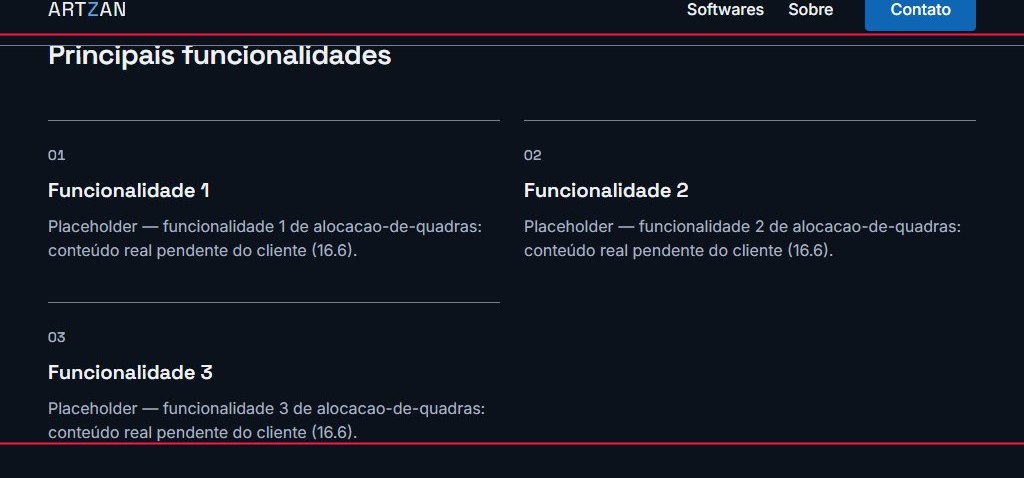 ARTZAN
Softwares Sobre Contato
Principais funcionalidades
01
Funcionalidade 1
Placeholder — funcionalidade 1 de alocacao-de-quadras:
conteúdo real pendente do cliente (16.6).
02
Funcionalidade 2
Placeholder — funcionalidade 2 de alocacao-de-quadras:
conteúdo real pendente do cliente (16.6).
03
Funcionalidade 3
Placeholder — funcionalidade 3 de alocacao-de-quadras:
conteúdo real pendente do cliente (16.6).